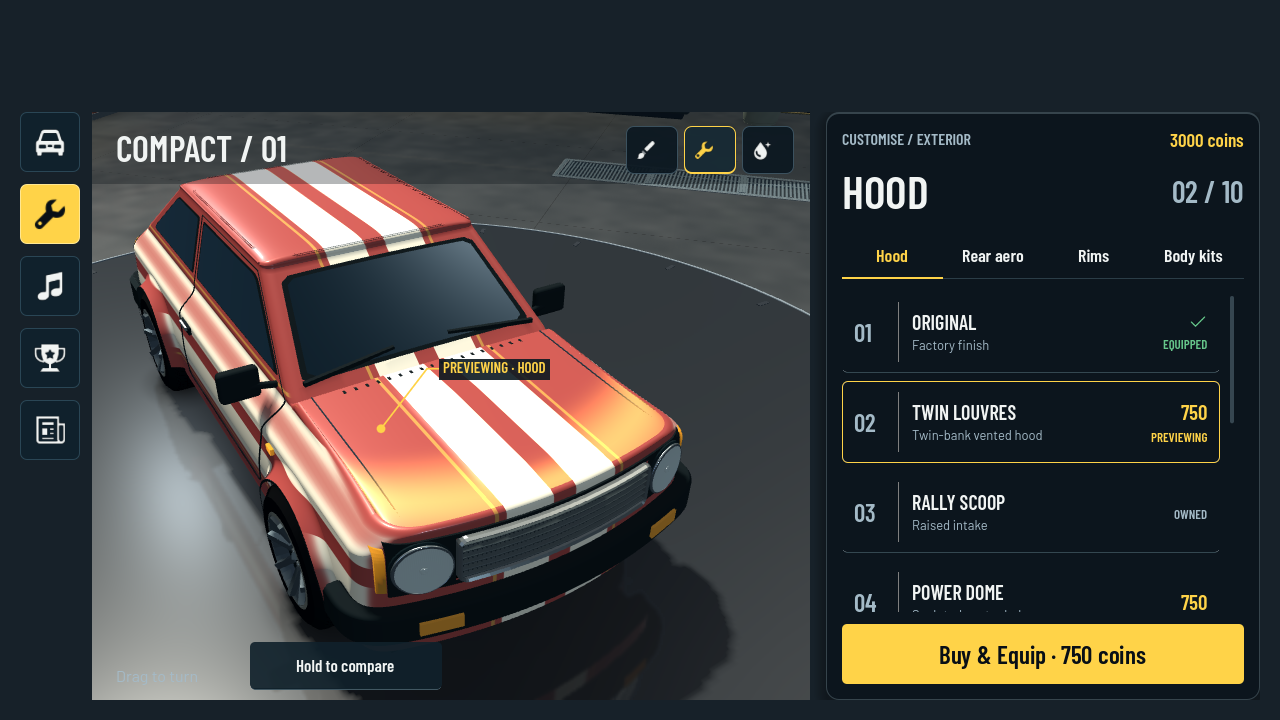 COMPACT / 01
PREVIEWING · HOOD
Drag to turn
Hold to compare
CUSTOMISE / EXTERIOR
3000 coins
HOOD
02 / 10
Hood
Rear aero
Rims
Body kits
01
ORIGINAL
Factory finish
EQUIPPED
02
TWIN LOUVRES
Twin-bank vented hood
750
PREVIEWING
03
RALLY SCOOP
Raised intake
OWNED
04
POWER DOME
750
Buy & Equip · 750 coins